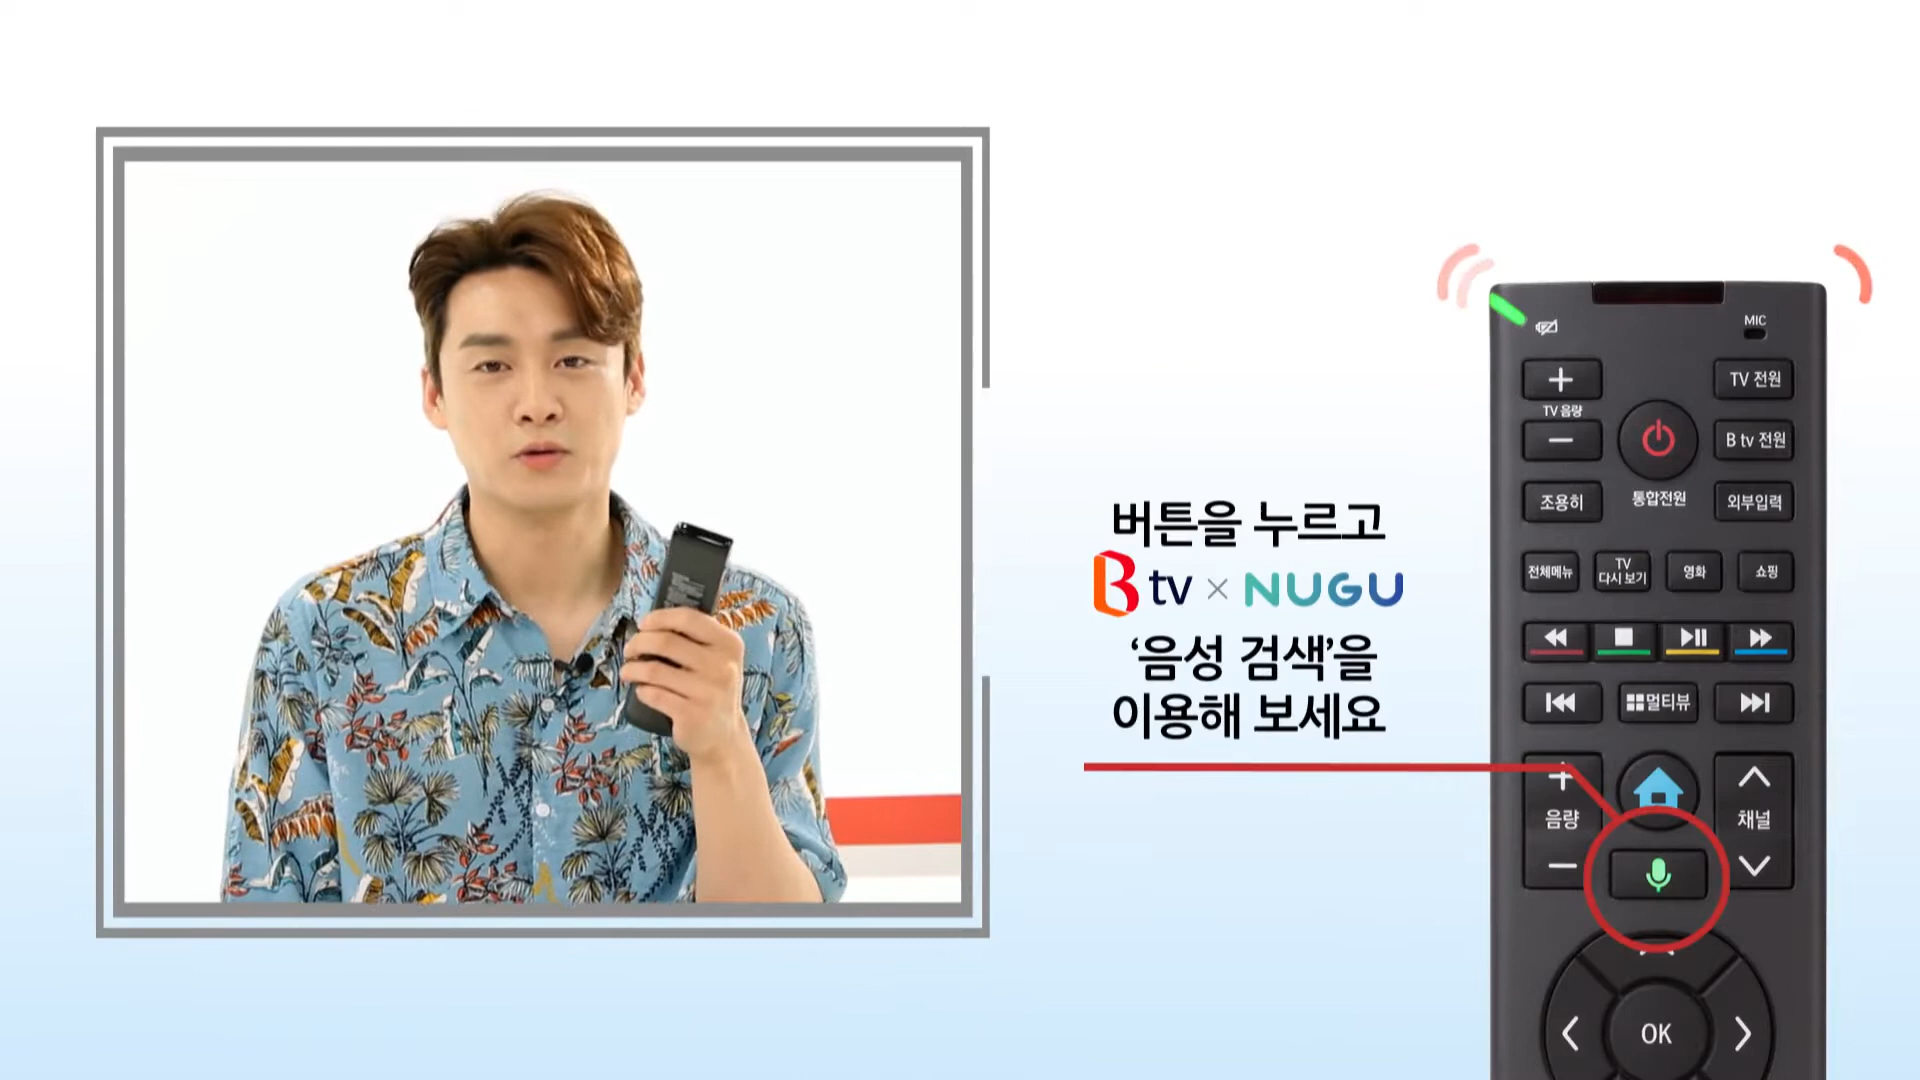 버튼을 누르고
B tv × NUGU
‘음성 검색’을
이용해 보세요
MIC
TV 전원
TV 음량
B tv 전원
조용히
통합전원
외부입력
전체메뉴
TV
다시 보기
영화
쇼핑
멀티뷰
음량
채널
OK